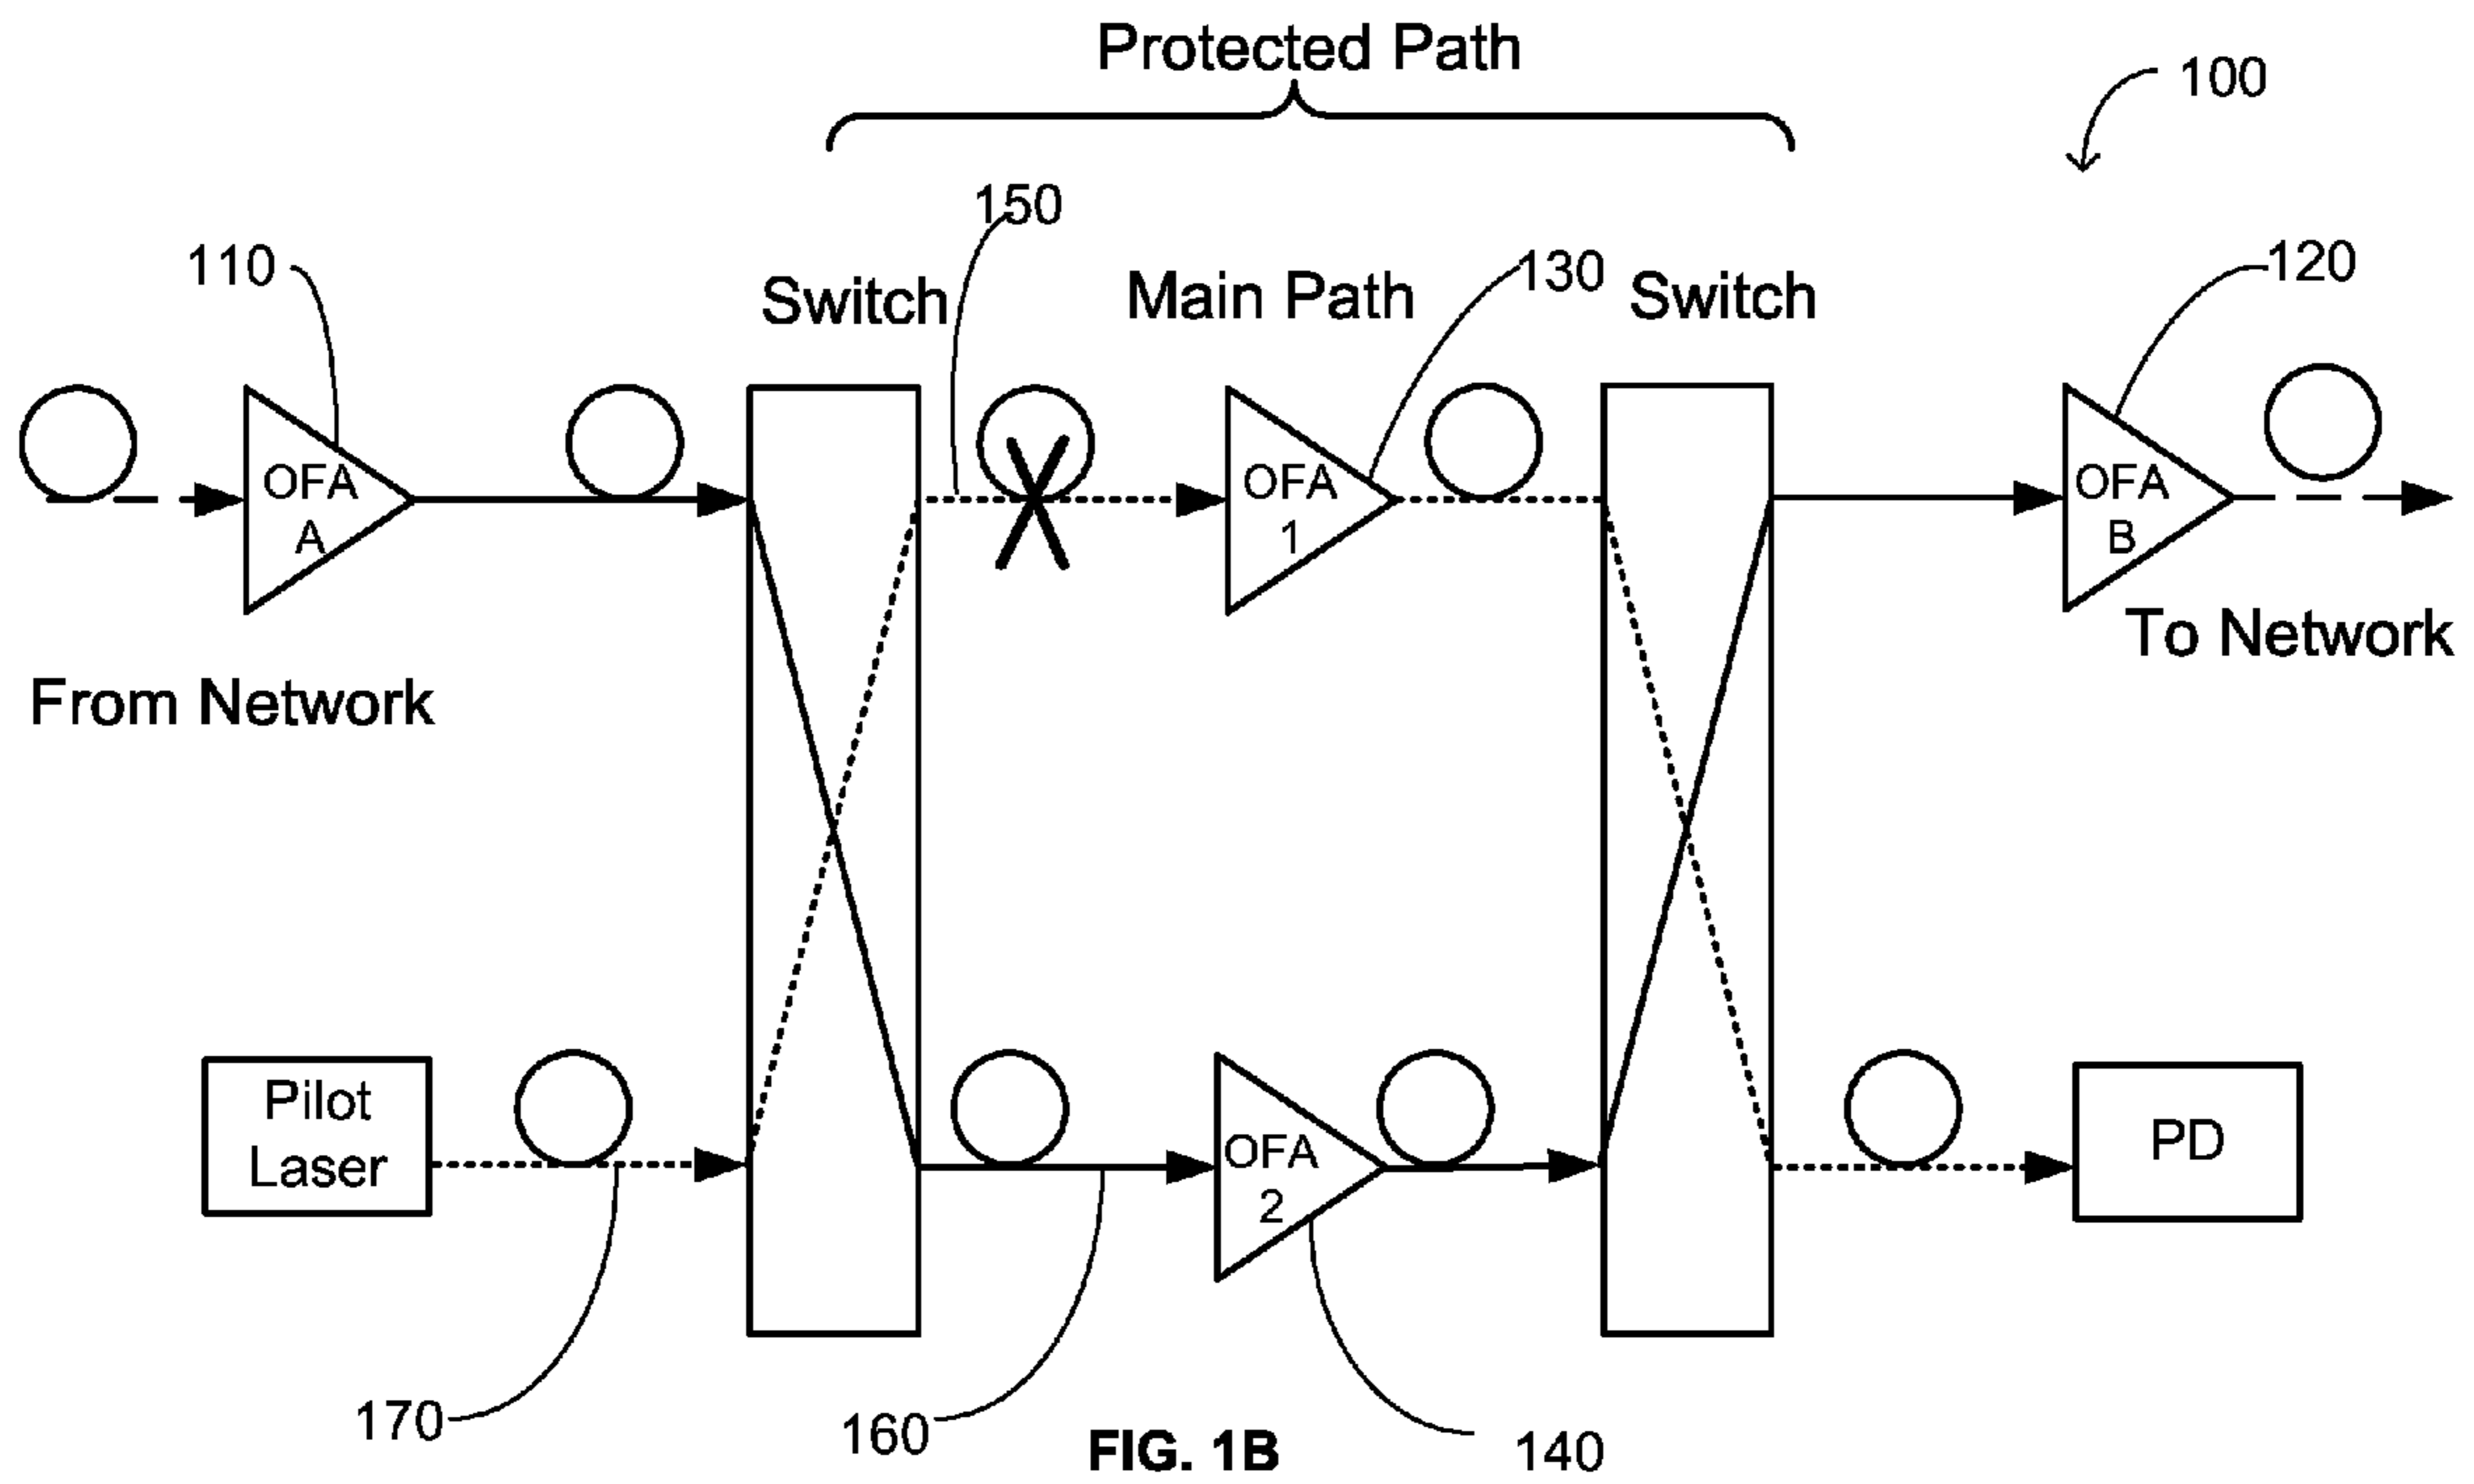 Protected Path
100
150
110
130
120
Switch
Main Path
Switch
OFA
A
OFA
1
OFA
B
To Network
From Network
Pilot
Laser
OFA
2
PD
170
160
140
FIG. 1B